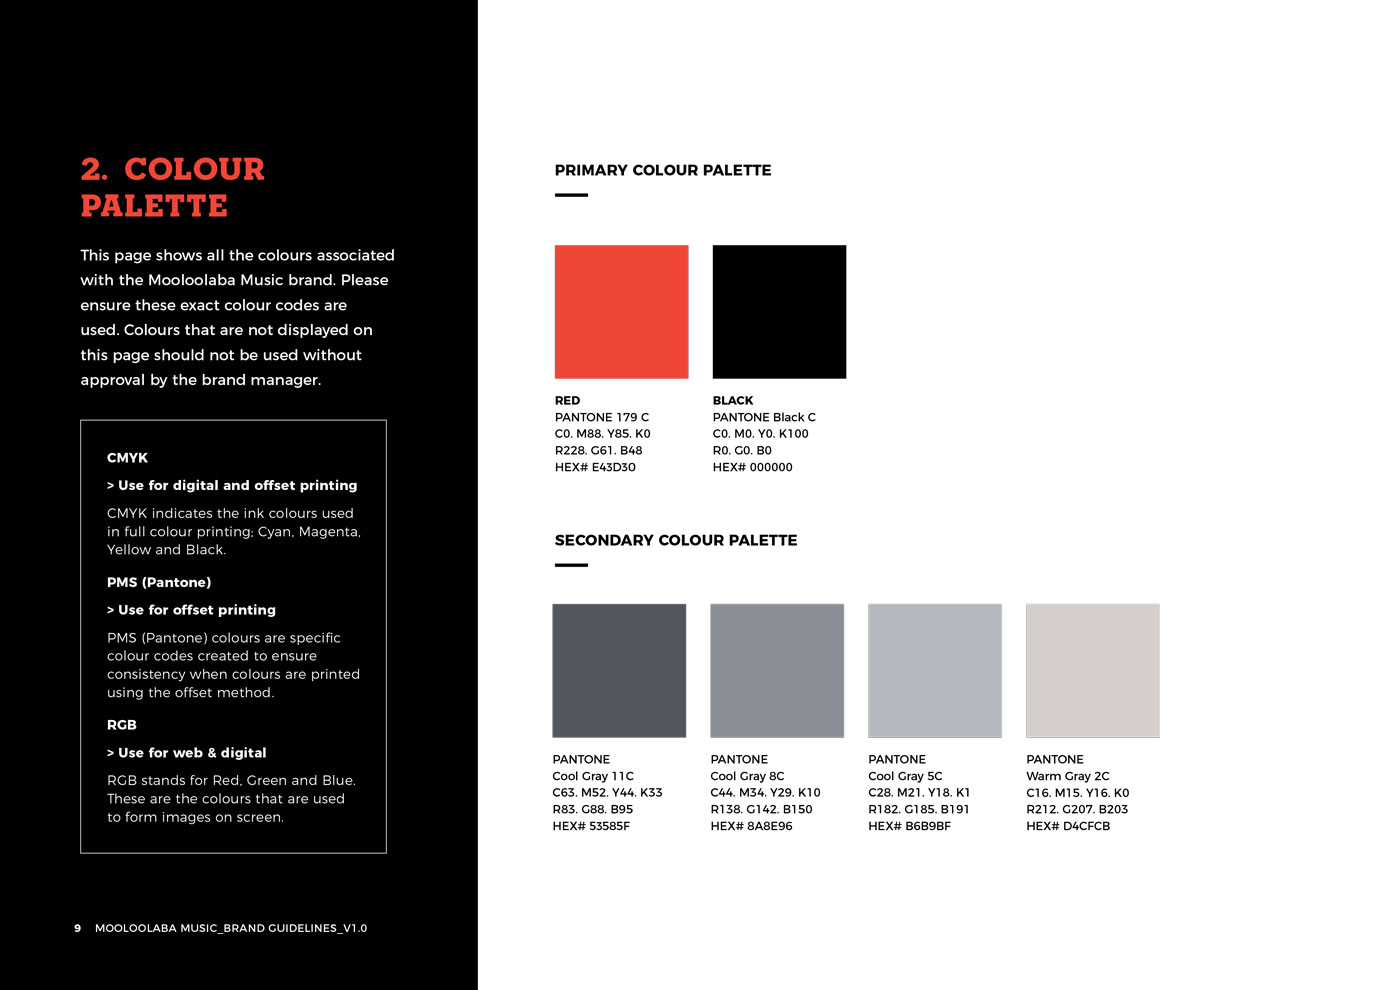 2. COLOUR
PALETTE
This page shows all the colours associated
with the Mooloolaba Music brand. Please
ensure these exact colour codes are
used. Colours that are not displayed on
this page should not be used without
approval by the brand manager.
CMYK
> Use for digital and offset printing
CMYK indicates the ink colours used
in full colour printing; Cyan, Magenta,
Yellow and Black.
PMS (Pantone)
> Use for offset printing
PMS (Pantone) colours are specific
colour codes created to ensure
consistency when colours are printed
using the offset method.
RGB
> Use for web & digital
RGB stands for Red, Green and Blue.
These are the colours that are used
to form images on screen.
9 MOOLOOLABA MUSIC_BRAND GUIDELINES_V1.0
PRIMARY COLOUR PALETTE
RED
PANTONE 179 C
C0. M88. Y85. K0
R228. G61. B48
HEX# E43D30
BLACK
PANTONE Black C
C0. M0. Y0. K100
R0. G0. B0
HEX# 000000
SECONDARY COLOUR PALETTE
PANTONE
Cool Gray 11C
C63. M52. Y44. K33
R83. G88. B95
HEX# 53585F
PANTONE
Cool Gray 8C
C44. M34. Y29. K10
R138. G142. B150
HEX# 8A8E96
PANTONE
Cool Gray 5C
C28. M21. Y18. K1
R182. G185. B191
HEX# B6B9BF
PANTONE
Warm Gray 2C
C16. M15. Y16. K0
R212. G207. B203
HEX# D4CFCB